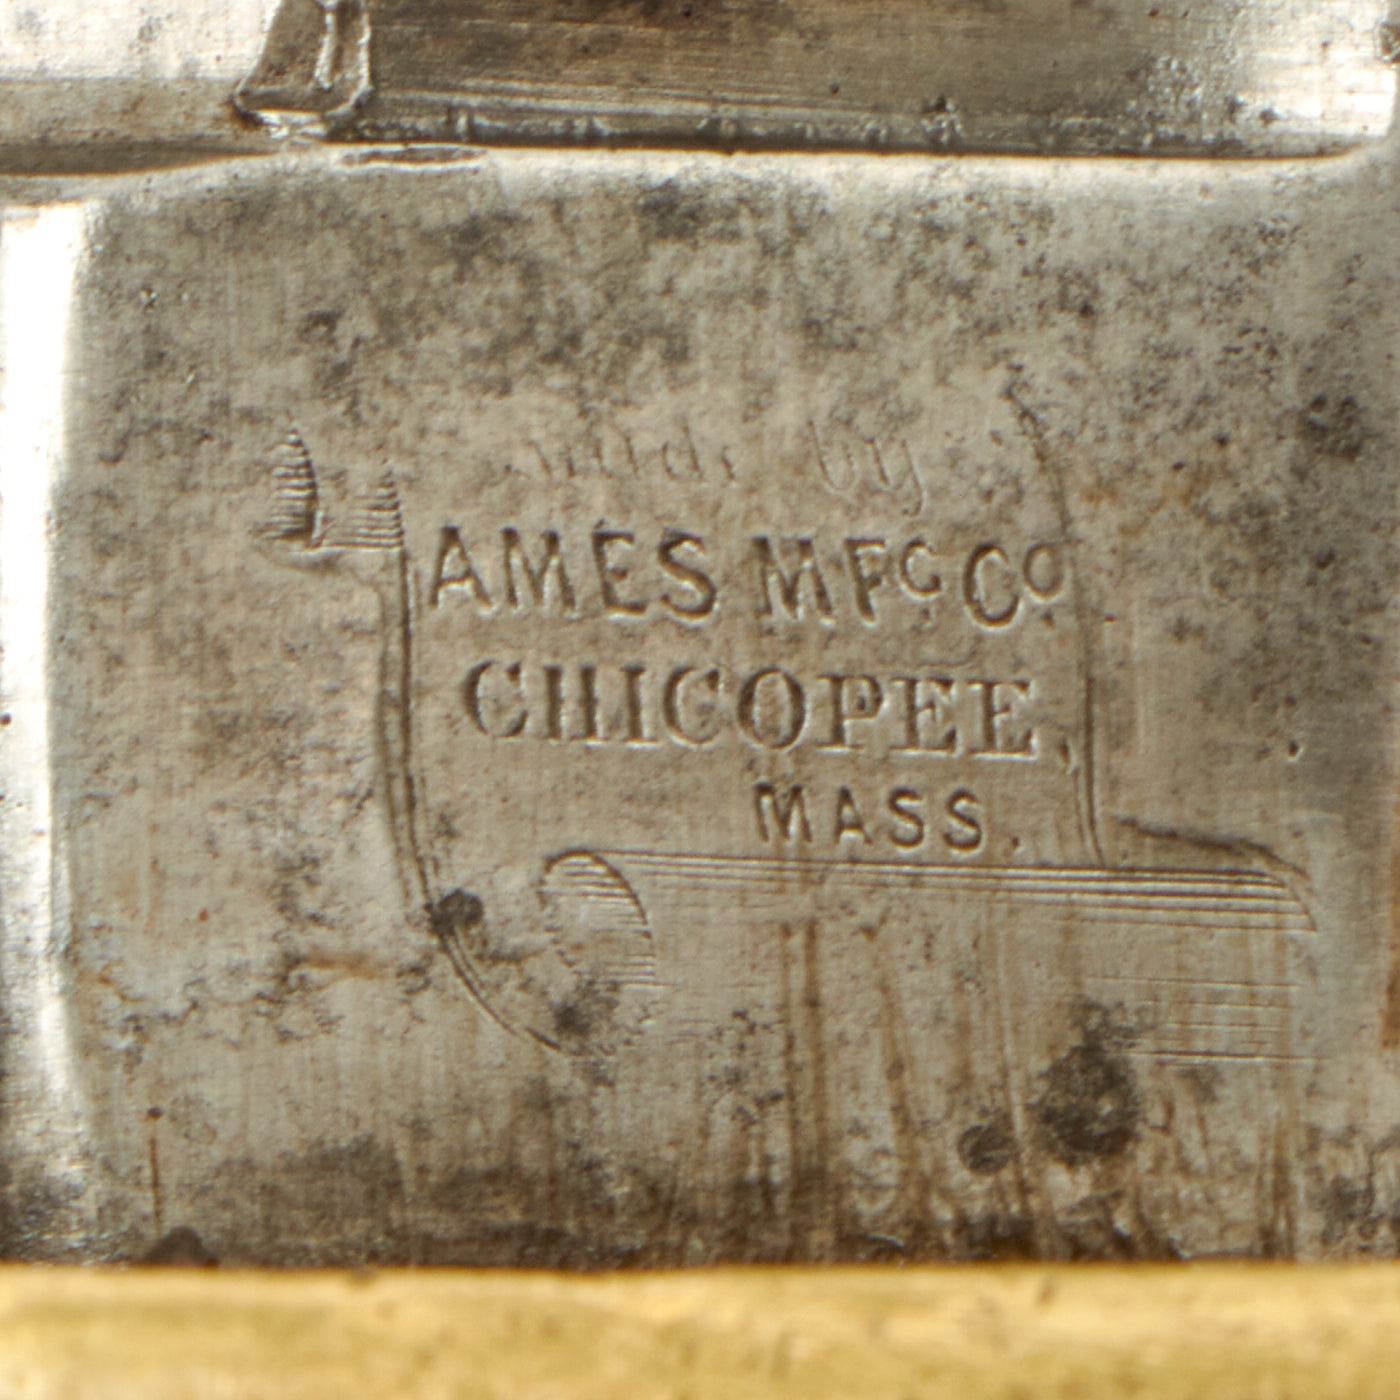 made by
AMES MFG CO
CHICOPEE,
MASS.